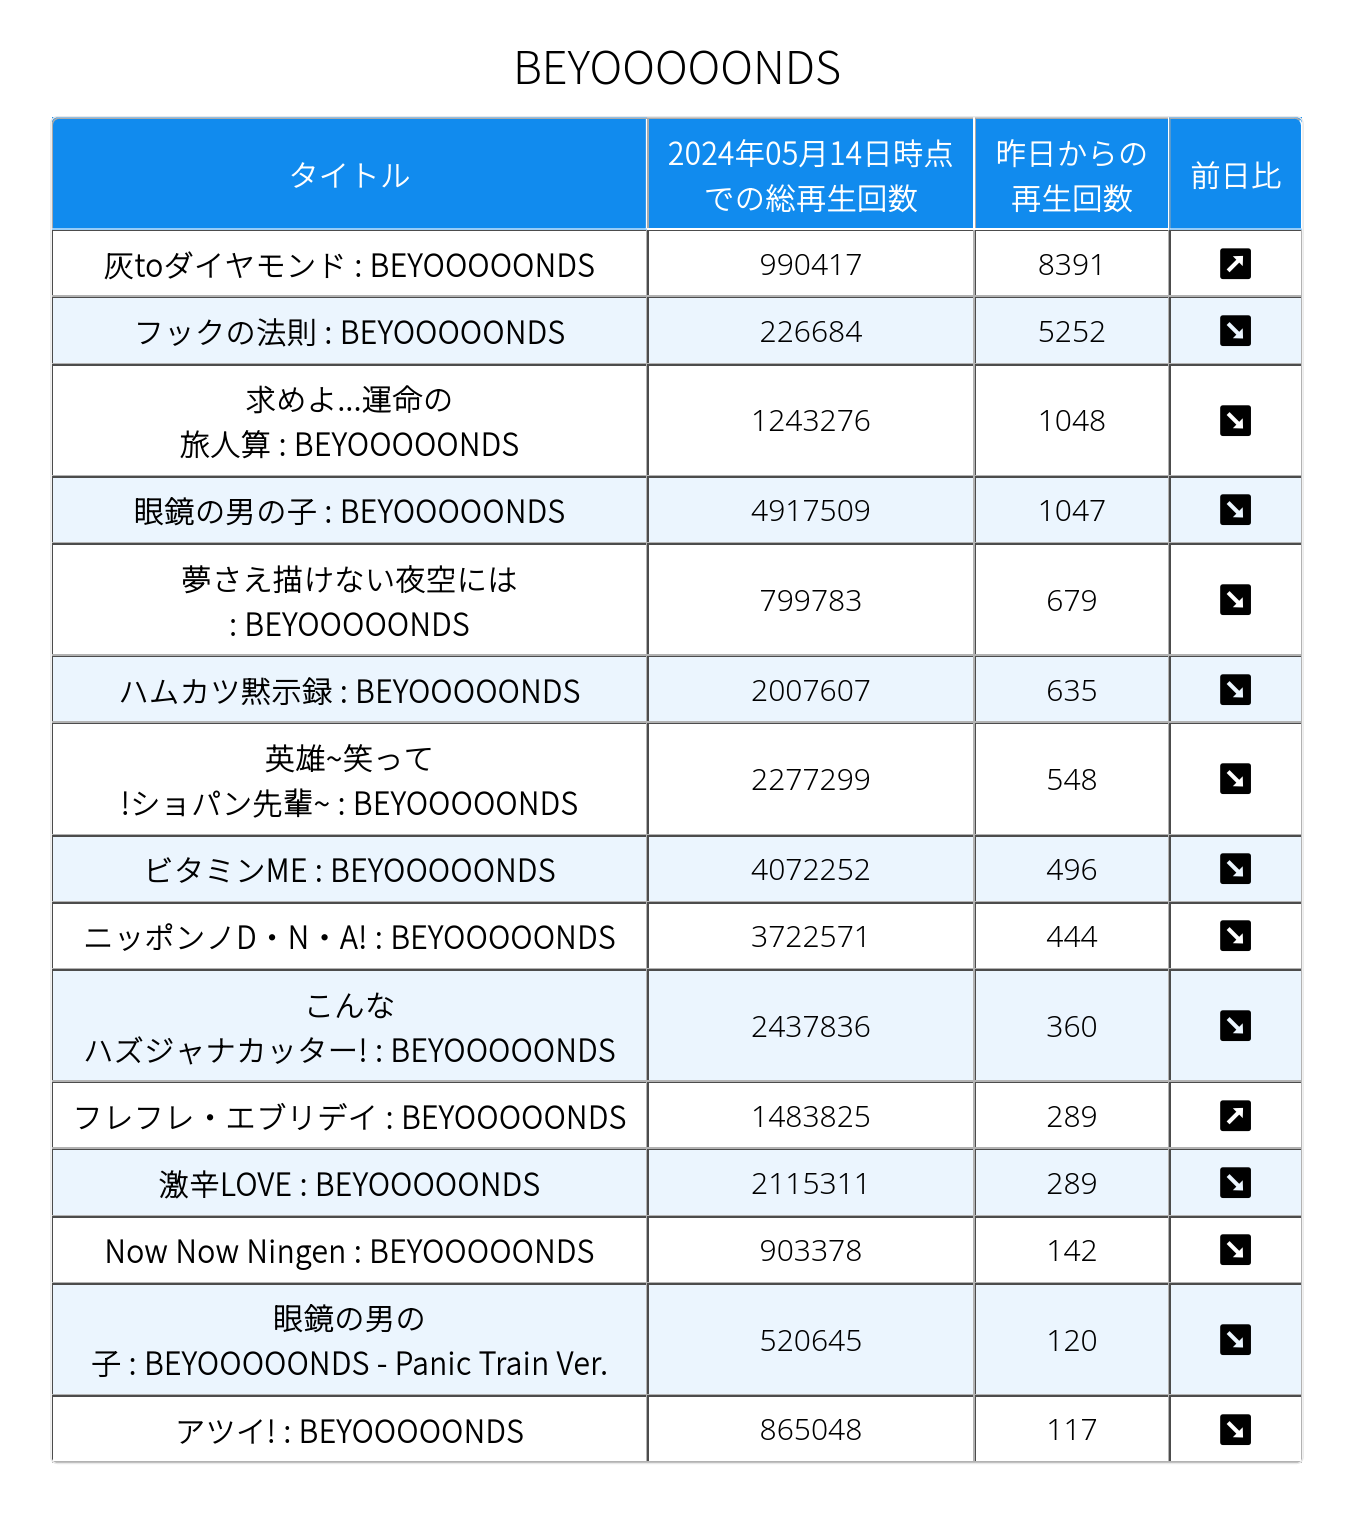 BEYOOOOONDS
タイトル
2024年05月14日時点
での総再生回数
昨日からの
再生回数
前日比
灰toダイヤモンド : BEYOOOOONDS
990417
8391
フックの法則 : BEYOOOOONDS
226684
5252
求めよ...運命の
旅人算 : BEYOOOOONDS
1243276
1048
眼鏡の男の子 : BEYOOOOONDS
4917509
1047
夢さえ描けない夜空には
: BEYOOOOONDS
799783
679
ハムカツ黙示録 : BEYOOOOONDS
2007607
635
英雄~笑って
!ショパン先輩~ : BEYOOOOONDS
2277299
548
ビタミンME : BEYOOOOONDS
4072252
496
ニッポンノD・N・A! : BEYOOOOONDS
3722571
444
こんな
ハズジャナカッター! : BEYOOOOONDS
2437836
360
フレフレ・エブリデイ : BEYOOOOONDS
1483825
289
激辛LOVE : BEYOOOOONDS
2115311
289
Now Now Ningen : BEYOOOOONDS
903378
142
眼鏡の男の
子 : BEYOOOOONDS - Panic Train Ver.
520645
120
アツイ! : BEYOOOOONDS
865048
117